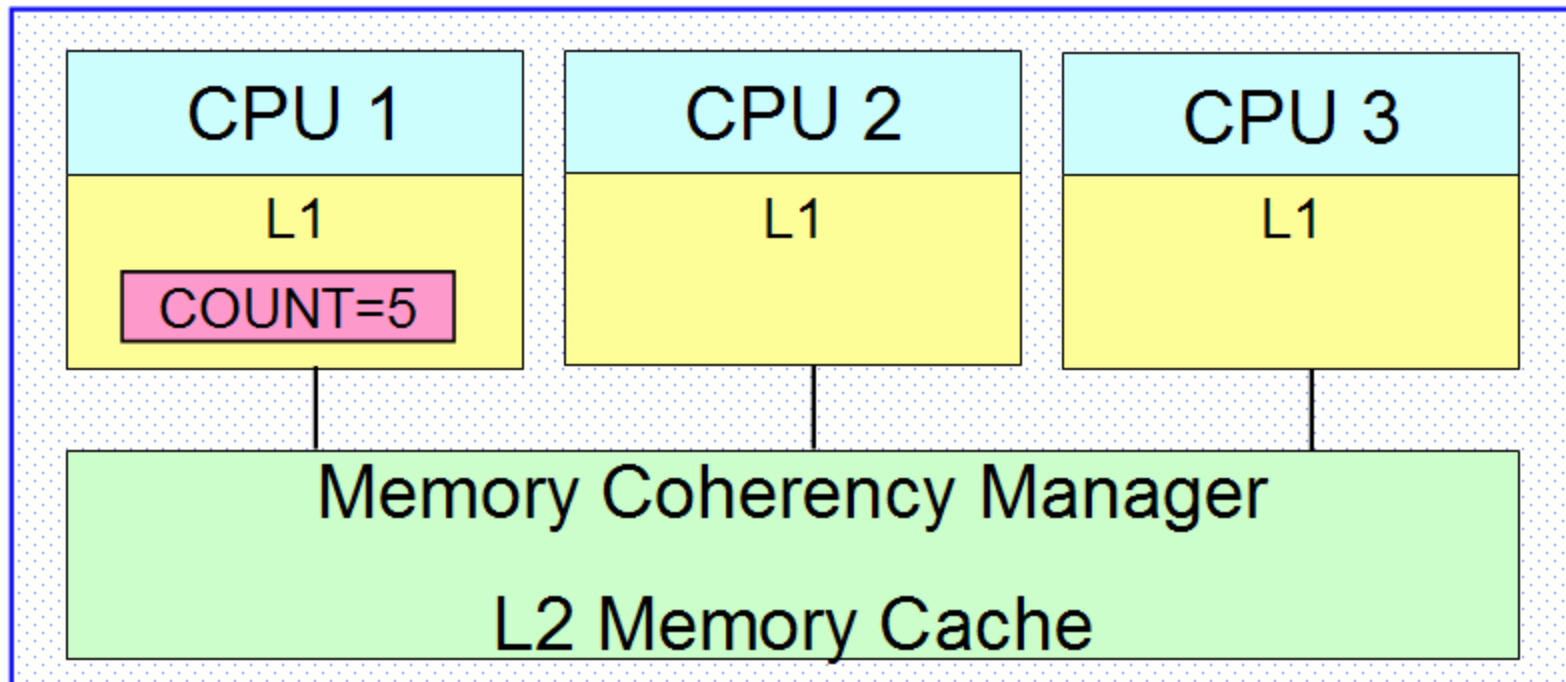 CPU 1
CPU 2
CPU 3
L1
L1
L1
COUNT=5
Memory Coherency Manager
L2 Memory Cache